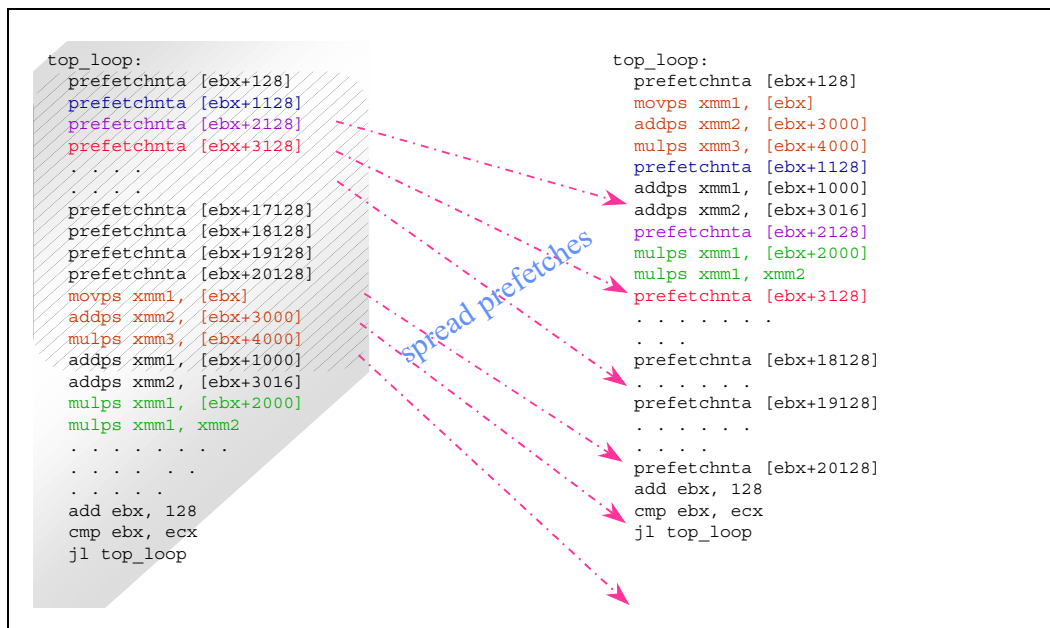 top_loop:
prefetchnta [ebx+128]
prefetchnta [ebx+1128]
prefetchnta [ebx+2128]
prefetchnta [ebx+3128]
. . . .
. . . .
prefetchnta [ebx+17128]
prefetchnta [ebx+18128]
prefetchnta [ebx+19128]
prefetchnta [ebx+20128]
movps xmm1, [ebx]
addps xmm2, [ebx+3000]
mulps xmm3, [ebx+4000]
addps xmm1, [ebx+1000]
addps xmm2, [ebx+3016]
mulps xmm1, [ebx+2000]
mulps xmm1, xmm2
. . . . . . . .
. . . . . .
. . . . .
add ebx, 128
cmp ebx, ecx
jl top_loop
spread prefetches
top_loop:
prefetchnta [ebx+128]
movps xmm1, [ebx]
addps xmm2, [ebx+3000]
mulps xmm3, [ebx+4000]
prefetchnta [ebx+1128]
addps xmm1, [ebx+1000]
addps xmm2, [ebx+3016]
prefetchnta [ebx+2128]
mulps xmm1, [ebx+2000]
mulps xmm1, xmm2
prefetchnta [ebx+3128]
. . . . . . .
. . .
prefetchnta [ebx+18128]
. . . . . .
prefetchnta [ebx+19128]
. . . . . .
. . . .
prefetchnta [ebx+20128]
add ebx, 128
cmp ebx, ecx
jl top_loop